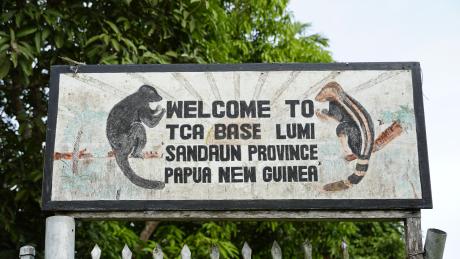 WELCOME TO
TCA BASE LUMI
SANDAUN PROVINCE
PAPUA NEW GUINEA